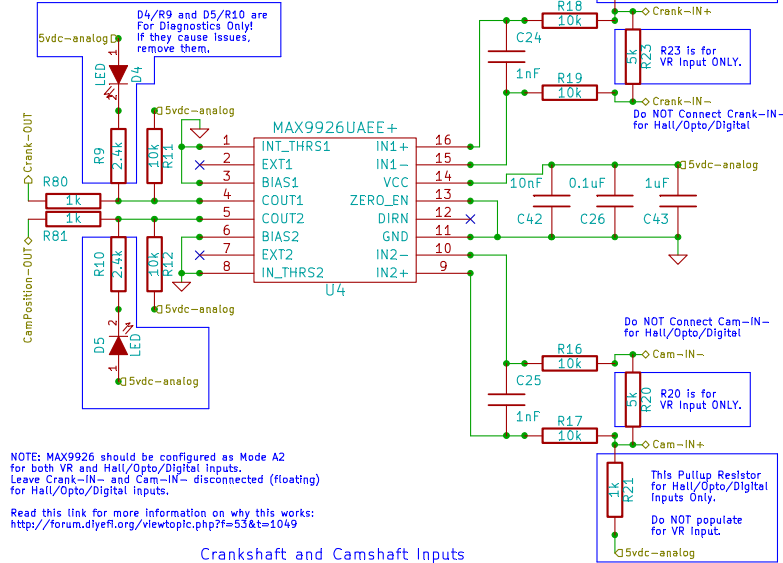 D4/R9 and D5/R10 are
For Diagnostics Only!
If they cause issues,
remove them.
5vdc-analog
1
LED
D4
2
5vdc-analog
Crank-OUT
R9
2.4k
10k
R11
R80
1k
1k
R81
CamPosition-OUT
R10
2.4k
10k
R12
5vdc-analog
2
D5
LED
1
5vdc-analog
MAX9926UAEE+
1
INT_THRS1
2
EXT1
3
BIAS1
4
COUT1
5
COUT2
6
BIAS2
7
EXT2
8
IN_THRS2
IN1+
16
IN1-
15
VCC
14
ZERO_EN
13
DIRN
12
GND
11
IN2-
10
IN2+
9
U4
R18
10k
C24
1nF
R19
10k
Crank-IN+
5k
R23
R23 is for
VR Input ONLY.
Crank-IN-
Do NOT Connect Crank-IN-
for Hall/Opto/Digital
5vdc-analog
10nF
0.1uF
1uF
C42
C26
C43
Do NOT Connect Cam-IN-
for Hall/Opto/Digital
R16
10k
Cam-IN-
C25
1nF
5k
R20
R20 is for
VR Input ONLY.
R17
10k
Cam-IN+
1k
R21
This Pullup Resistor
for Hall/Opto/Digital
inputs Only.
Do NOT populate
for VR input.
5vdc-analog
NOTE: MAX9926 should be configured as Mode A2
for both VR and Hall/Opto/Digital inputs.
Leave Crank-IN- and Cam-IN- disconnected (floating)
for Hall/Opto/Digital inputs.
Read this link for more information on why this works:
http://forum.diyefi.org/viewtopic.php?f=53&t=1049
Crankshaft and Camshaft Inputs